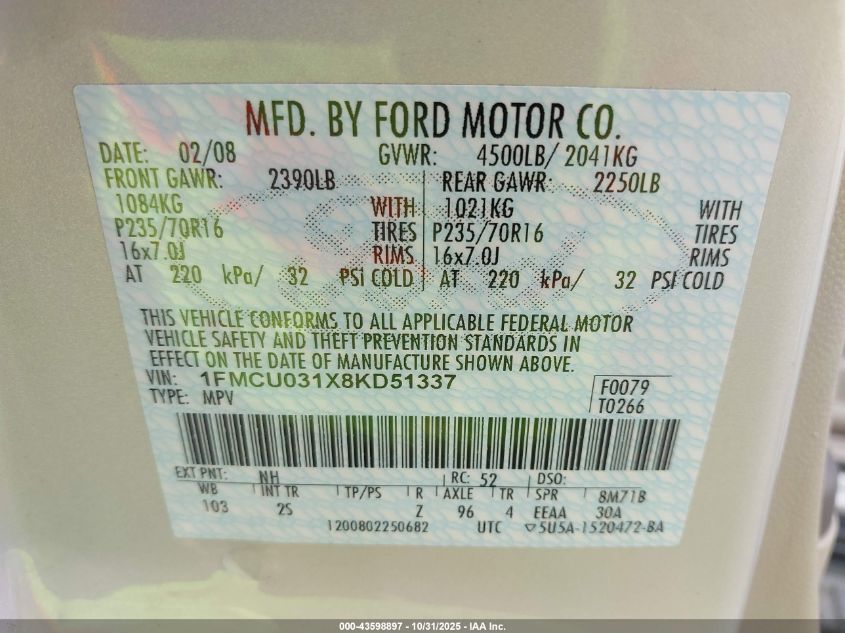 MFD. BY FORD MOTOR CO.
DATE: 02/08 GVWR: 4500LB/ 2041KG
FRONT GAWR: 2390LB REAR GAWR: 2250LB
1084KG WITH 1021KG WITH
P235/70R16 TIRES P235/70R16 TIRES
16x7.0J RIMS 16x7.0J RIMS
AT 220 kPa/ 32 PSI COLD AT 220 kPa/ 32 PSI COLD
THIS VEHICLE CONFORMS TO ALL APPLICABLE FEDERAL MOTOR
VEHICLE SAFETY AND THEFT PREVENTION STANDARDS IN
EFFECT ON THE DATE OF MANUFACTURE SHOWN ABOVE.
VIN: 1FMCU031X8KD51337 F0079
TYPE: MPV T0266
EXT PNT: NH RC: 52 DSO:
WB INT TR TP/PS R AXLE TR SPR 8M71B
103 2S Z 96 4 EEAA 30A
1200802250682 UTC ▽5U5A-1520472-BA
000-43598897 - 10/31/2025 - IAA Inc.